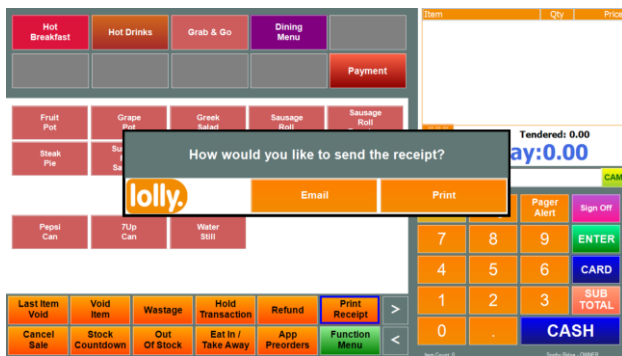 Hot
Breakfast
Hot Drinks
Grab & Go
Dining
Menu
Payment
Item
Qty
Price
Fruit
Pot
Grape
Pot
Greek
Salad
Sausage
Roll
Sausage
Roll
Steak
Pie
How would you like to send the receipt?
lolly.
Email
Print
Tendered: 0.00
ay:0.00
CAM
Pepsi
Can
7Up
Can
Water
Still
Pager
Alert
Sign Off
7
8
9
ENTER
4
5
6
CARD
1
2
3
SUB
TOTAL
0
.
CASH
Last Item
Void
Void
Item
Wastage
Hold
Transaction
Refund
Print
Receipt
>
Cancel
Sale
Stock
Countdown
Out
Of Stock
Eat In /
Take Away
App
Preorders
Function
Menu
<